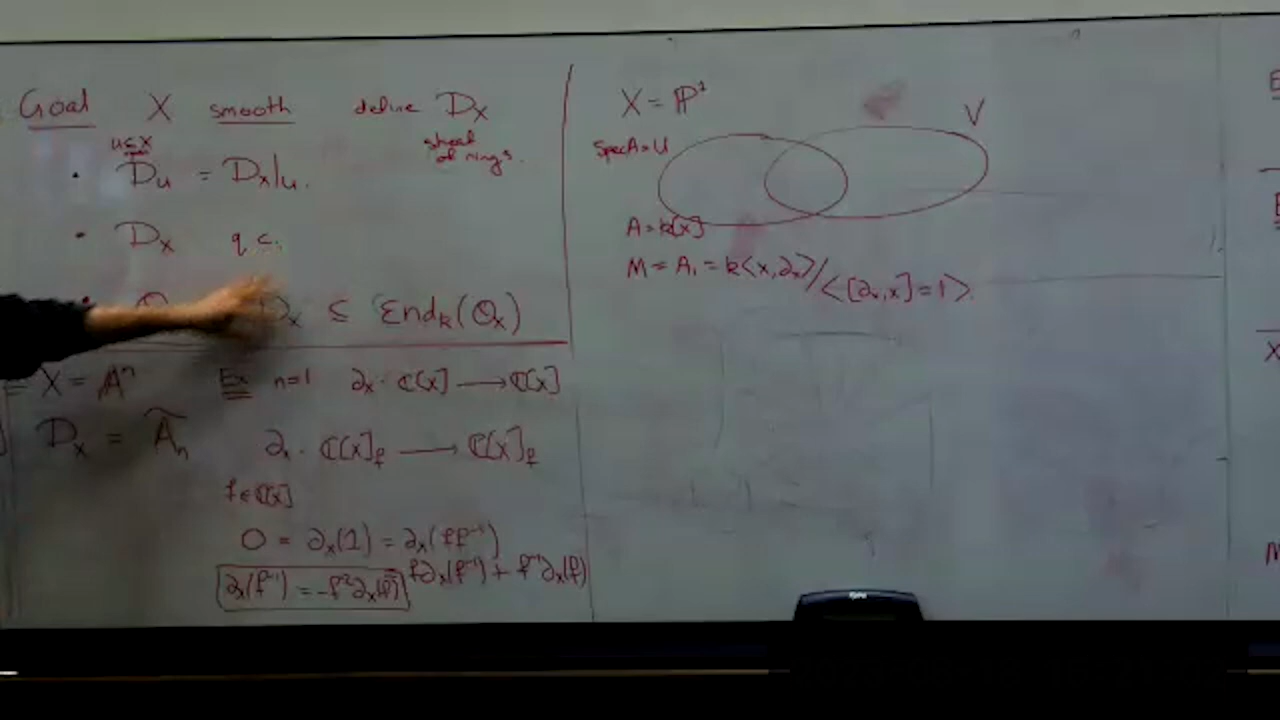 Goal X smooth define D_X
U⊆X sheaf of rings.
• D_U = D_X|_U.
• D_X q c.
D_X ⊆ End_k(O_X)
X = A^n Ex n=1 ∂_x · C[x] → C[x]
D_X = \widetilde{A_n} ∂_x · C[x]_f → C[x]_f
f ∈ C[x]
0 = ∂_x(1) = ∂_x(f f^{-1})
f∂_x(f^{-1}) + f^{-1}∂_x(f)
∂_x(f^{-1}) = -f^{-2}∂_x(f)
X = P^1
Spec A = U V
A = k[x]
M = A_1 = k<x, ∂_x>/<[∂_x, x] = 1>.